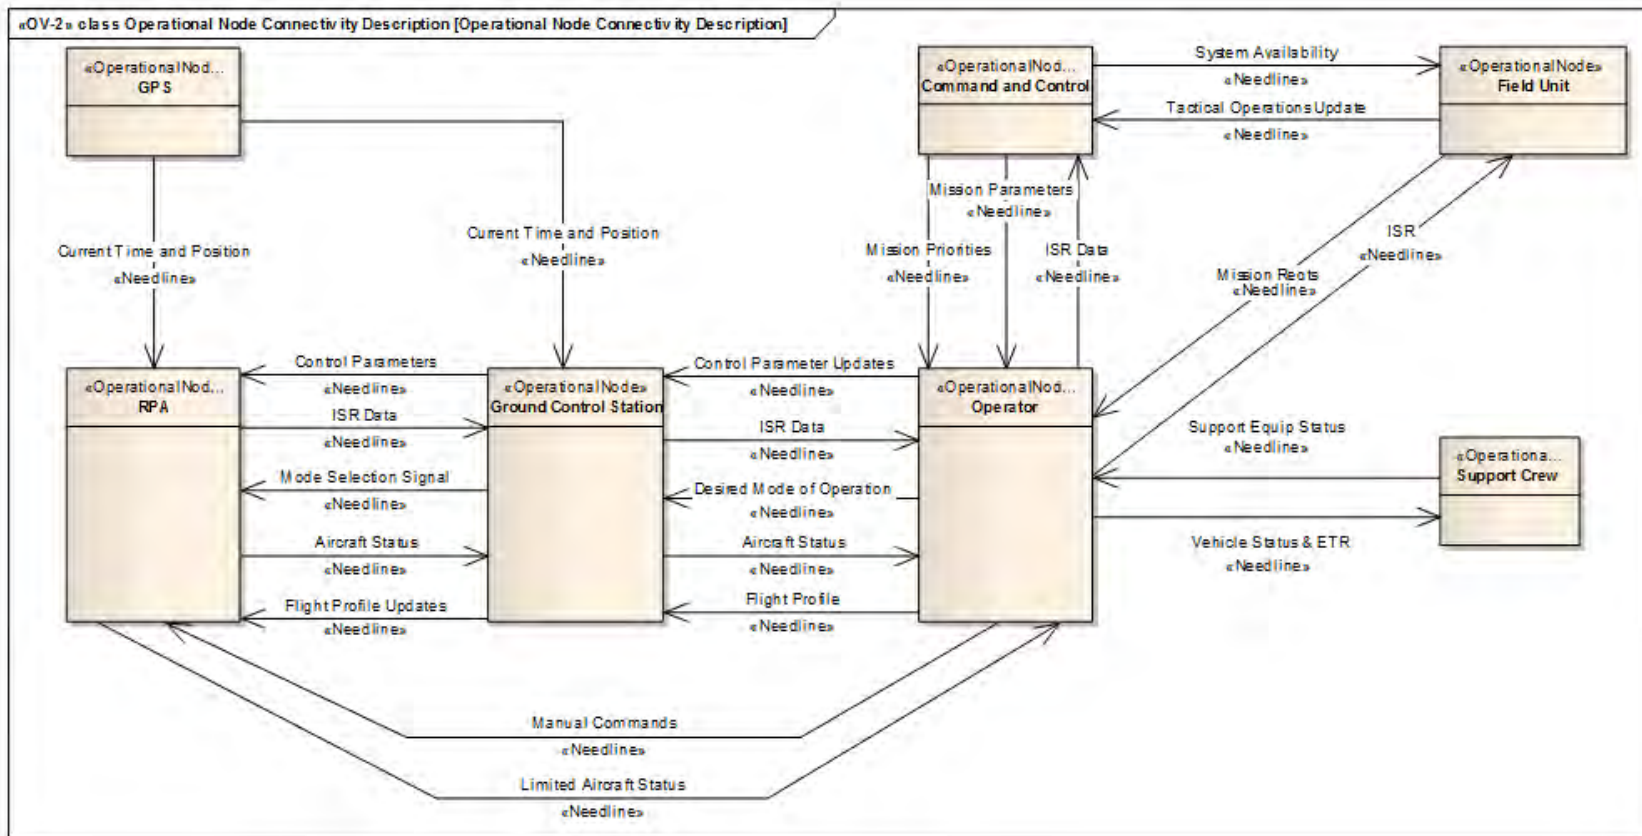 «OV-2» class Operational Node Connectivity Description [Operational Node Connectivity Description]
«OperationalNod...
GPS
«OperationalNod...
Command and Control
System Availability
«Needline»
Tactical Operations Update
«Needline»
«OperationalNode»
Field Unit
Current Time and Position
«Needline»
Current Time and Position
«Needline»
Mission Parameters
«Needline»
Mission Priorities
«Needline»
ISR Data
«Needline»
ISR
«Needline»
Mission Reqts
«Needline»
«OperationalNod...
RPA
Control Parameters
«Needline»
ISR Data
«Needline»
Mode Selection Signal
«Needline»
Aircraft Status
«Needline»
Flight Profile Updates
«Needline»
«OperationalNode»
Ground Control Station
Control Parameter Updates
«Needline»
ISR Data
«Needline»
Desired Mode of Operation
«Needline»
Aircraft Status
«Needline»
Flight Profile
«Needline»
«OperationalNod...
Operator
Support Equip Status
«Needline»
«Operationa...
Support Crew
Vehicle Status & ETR
«Needline»
Manual Commands
«Needline»
Limited Aircraft Status
«Needline»